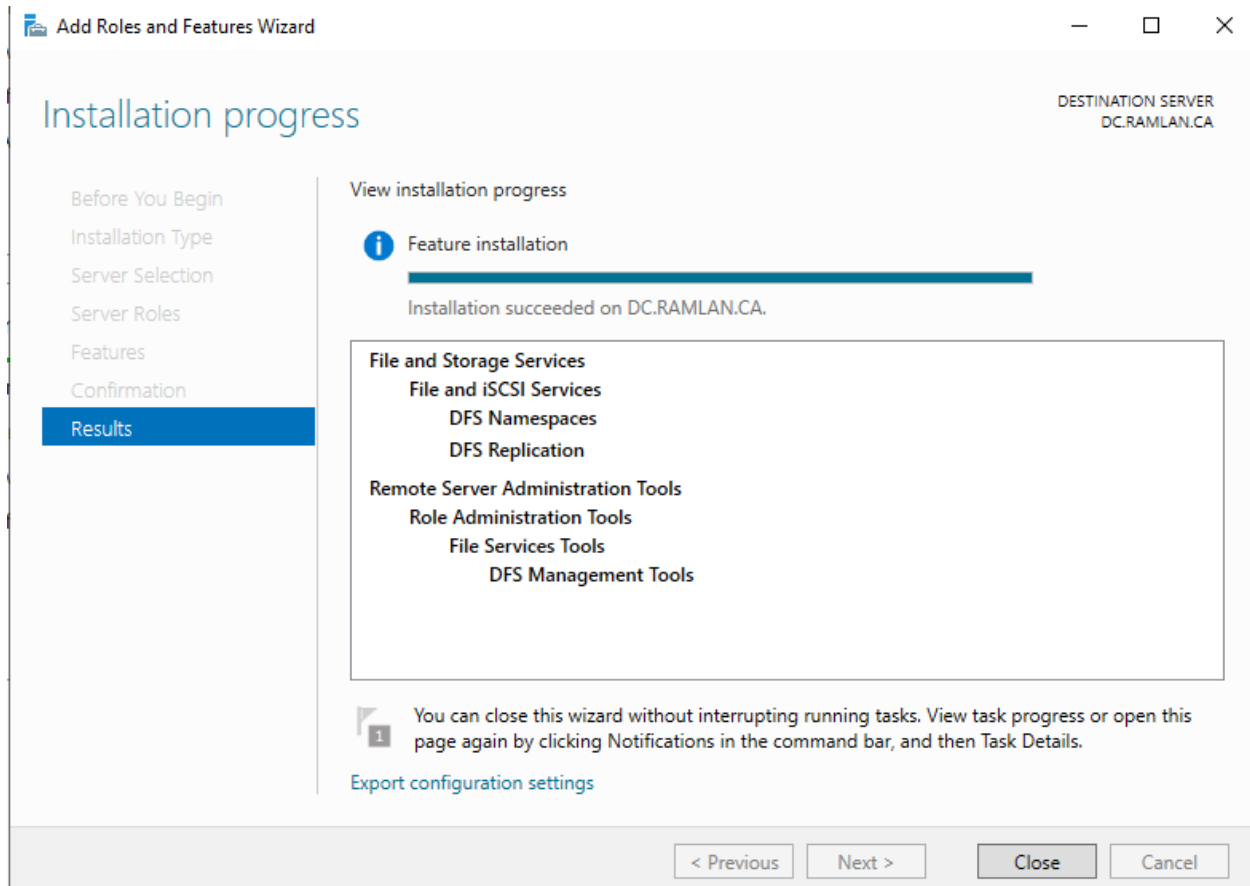 Add Roles and Features Wizard
Installation progress
DESTINATION SERVER
DC.RAMLAN.CA
Before You Begin
Installation Type
Server Selection
Server Roles
Features
Confirmation
Results
View installation progress
Feature installation
Installation succeeded on DC.RAMLAN.CA.
File and Storage Services
File and iSCSI Services
DFS Namespaces
DFS Replication
Remote Server Administration Tools
Role Administration Tools
File Services Tools
DFS Management Tools
1
You can close this wizard without interrupting running tasks. View task progress or open this
page again by clicking Notifications in the command bar, and then Task Details.
Export configuration settings
< Previous
Next >
Close
Cancel